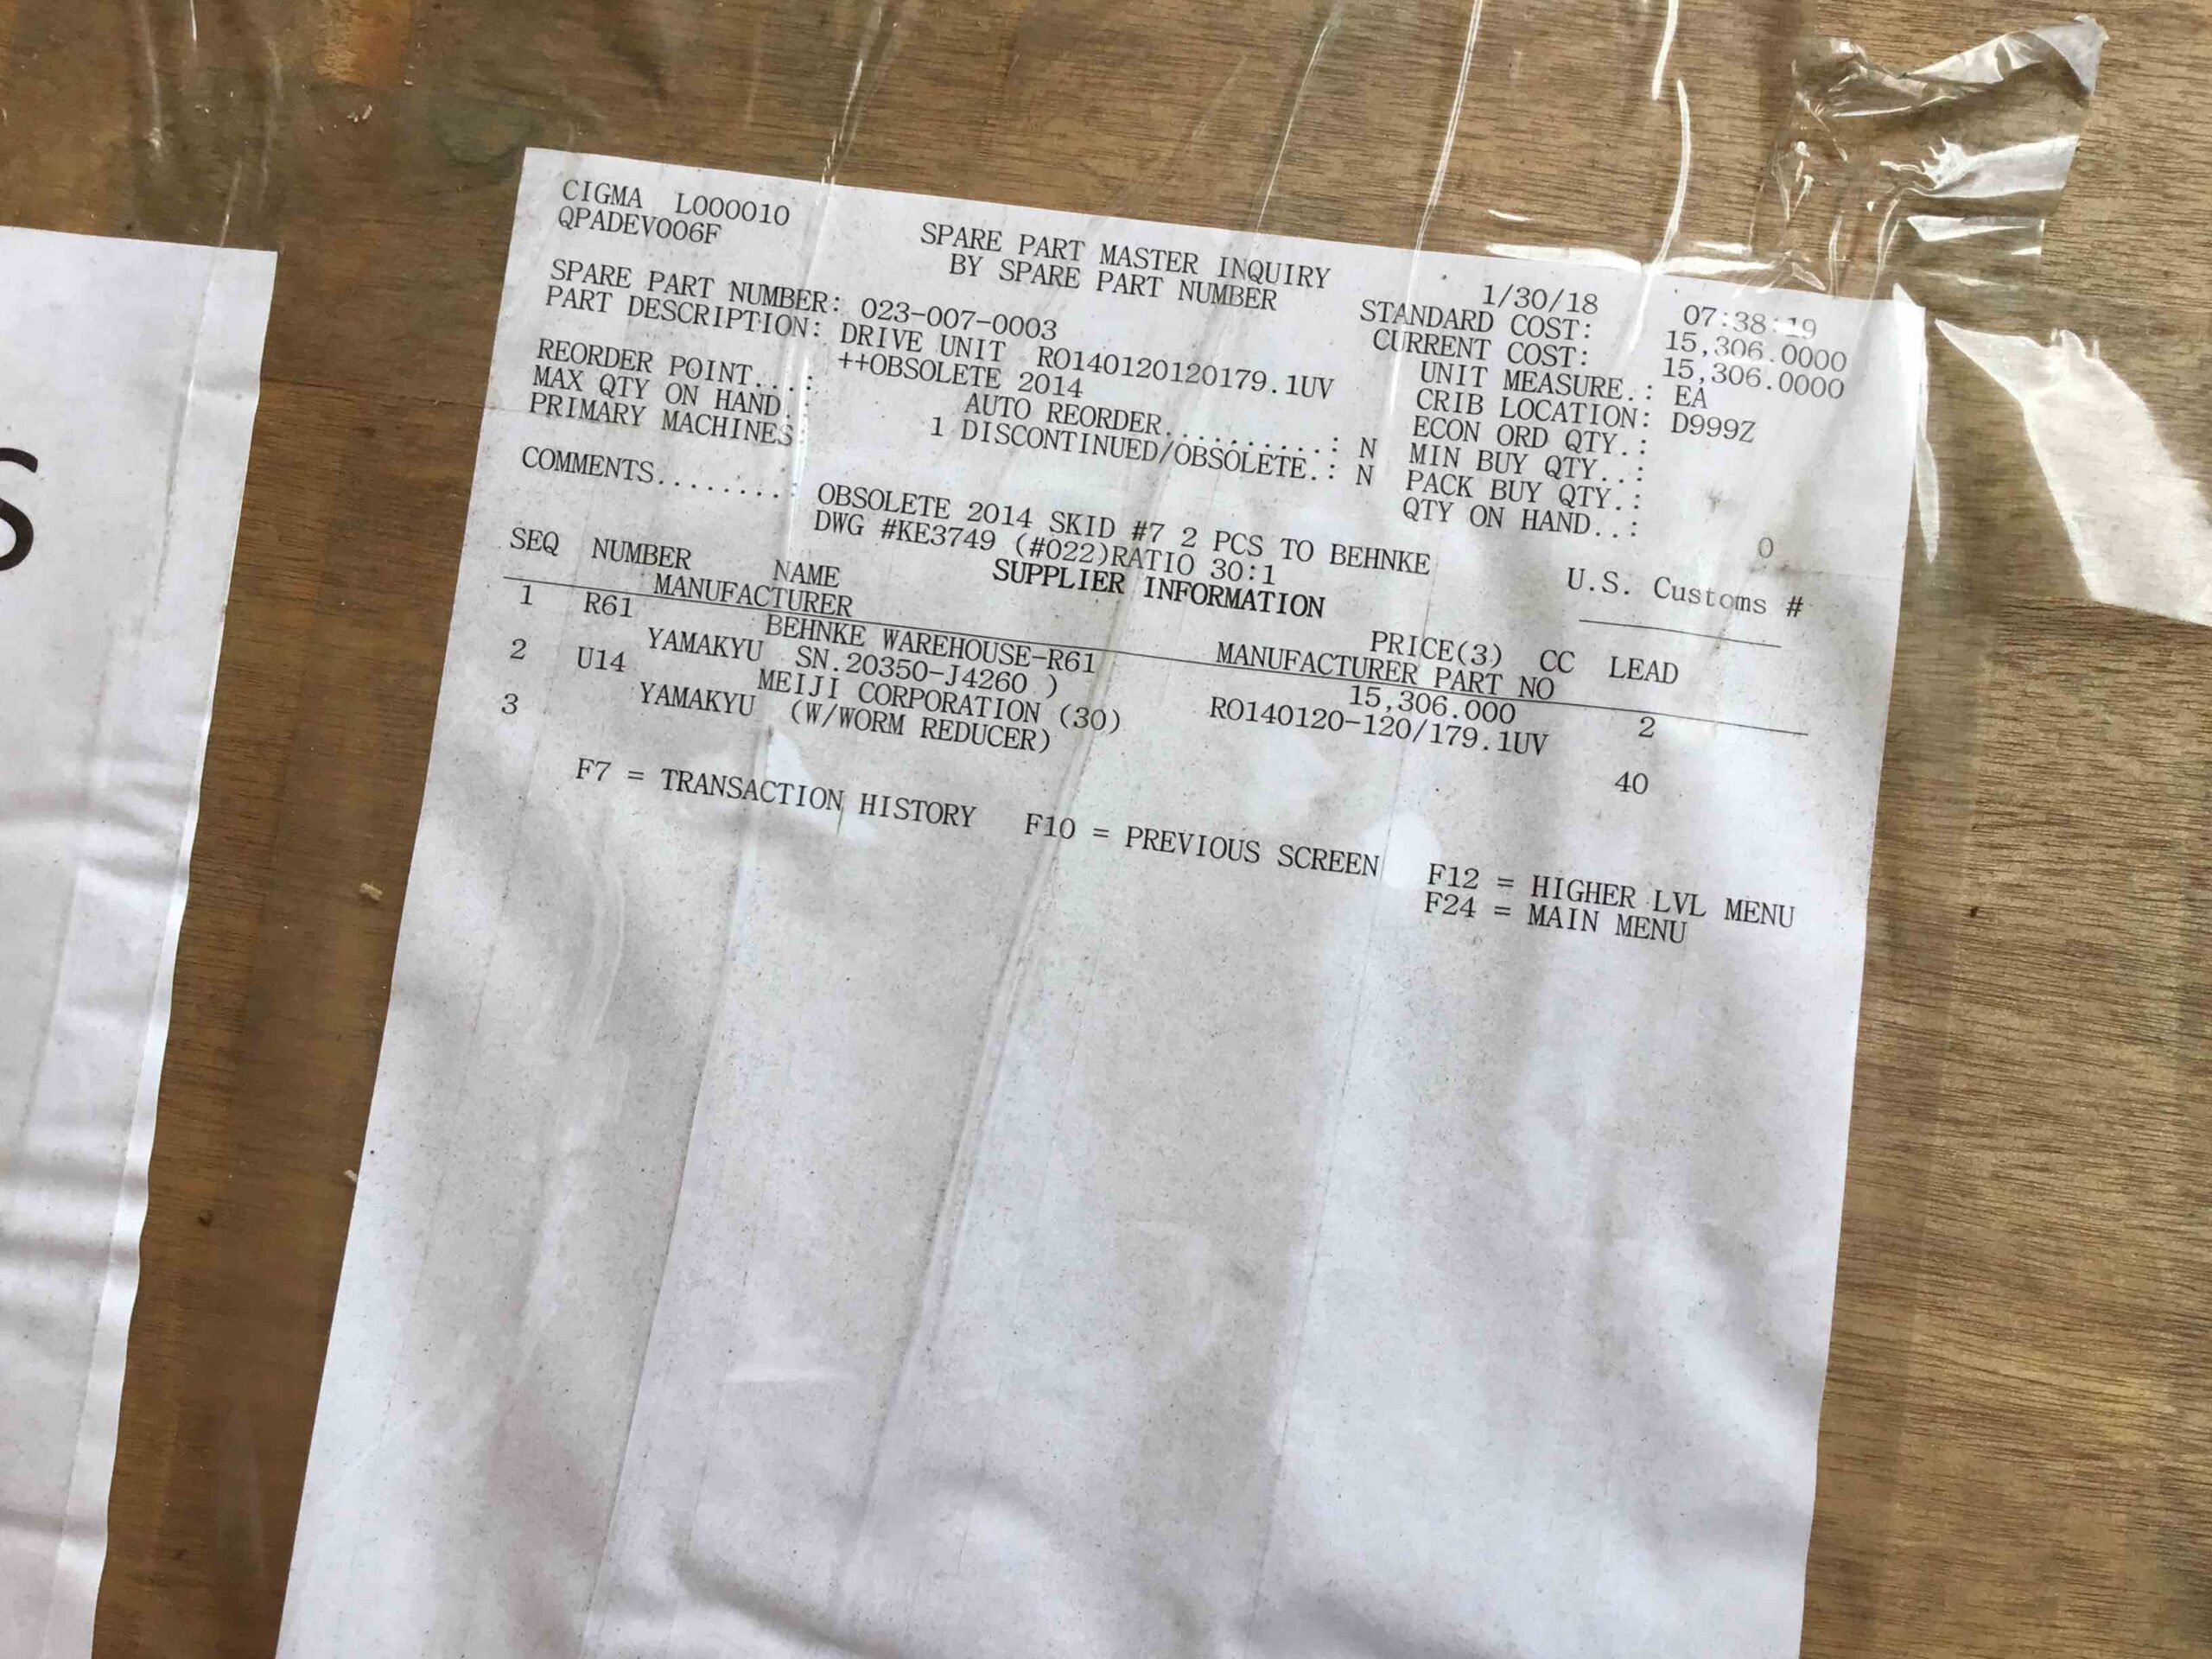 S
CIGMA L000010 SPARE PART MASTER INQUIRY 1/30/18 07:38:19
QPADEV006F BY SPARE PART NUMBER STANDARD COST: 15,306.0000
SPARE PART NUMBER: 023-007-0003 CURRENT COST: 15,306.0000
PART DESCRIPTION: DRIVE UNIT RO140120120179.1UV UNIT MEASURE.: EA
++OBSOLETE 2014 CRIB LOCATION: D999Z
REORDER POINT...: AUTO REORDER..........: N ECON ORD QTY.:
MAX QTY ON HAND.: 1 DISCONTINUED/OBSOLETE.: N MIN BUY QTY..:
PRIMARY MACHINES: PACK BUY QTY.:
QTY ON HAND..: 0
COMMENTS........: OBSOLETE 2014 SKID #7 2 PCS TO BEHNKE
DWG #KE3749 (#022)RATIO 30:1 U.S. Customs #
SUPPLIER INFORMATION
SEQ NUMBER NAME PRICE(3) CC LEAD
MANUFACTURER MANUFACTURER PART NO
1 R61 BEHNKE WAREHOUSE-R61 15,306.000 2
YAMAKYU SN.20350-J4260 ) RO140120-120/179.1UV
2 U14 MEIJI CORPORATION (30) 40
YAMAKYU (W/WORM REDUCER)
3
F7 = TRANSACTION HISTORY F10 = PREVIOUS SCREEN F12 = HIGHER LVL MENU
F24 = MAIN MENU